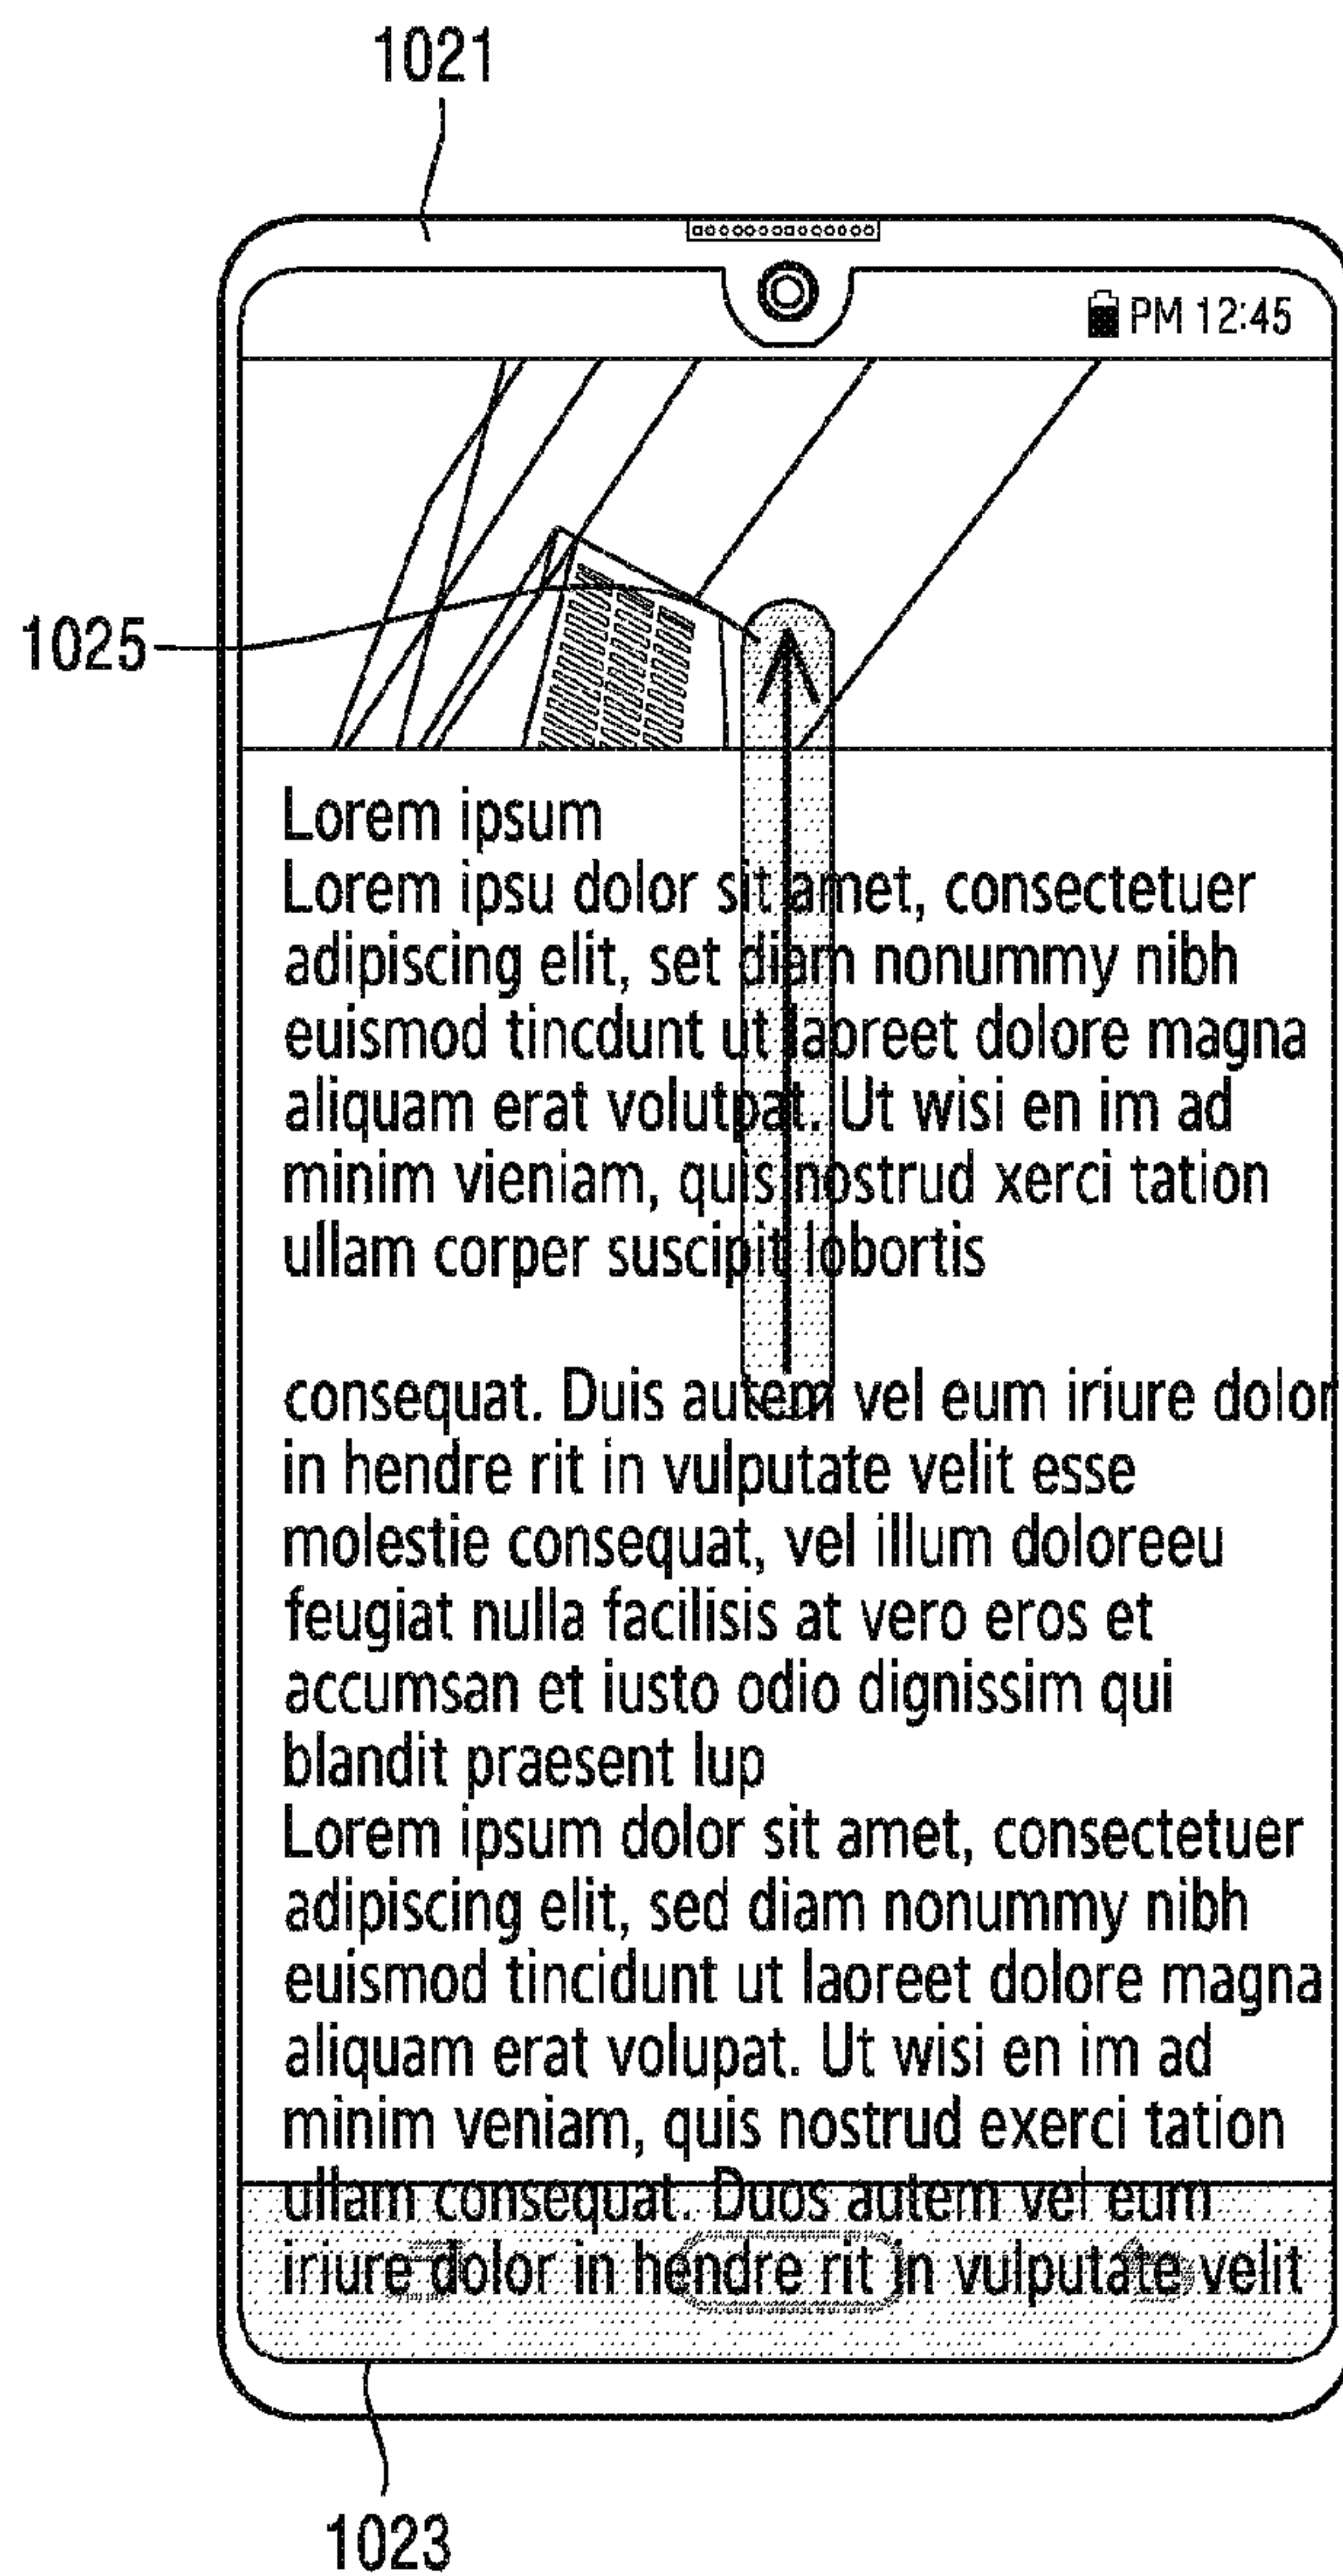 1021
PM 12:45
1025
Lorem ipsum
Lorem ipsu dolor sit amet, consectetuer
adipiscing elit, set diam nonummy nibh
euismod tincdunt ut laoreet dolore magna
aliquam erat volutpat. Ut wisi en im ad
minim vieniam, quis nostrud xerci tation
ullam corper suscipit lobortis
consequat. Duis autem vel eum iriure dolor
in hendre rit in vulputate velit esse
molestie consequat, vel illum doloreeu
feugiat nulla facilisis at vero eros et
accumsan et iusto odio dignissim qui
blandit praesent lup
Lorem ipsum dolor sit amet, consectetuer
adipiscing elit, sed diam nonummy nibh
euismod tincidunt ut laoreet dolore magna
aliquam erat volupat. Ut wisi en im ad
minim veniam, quis nostrud exerci tation
ullam consequat. Duos autem vel eum
iriure dolor in hendre rit in vulputate velit
1023